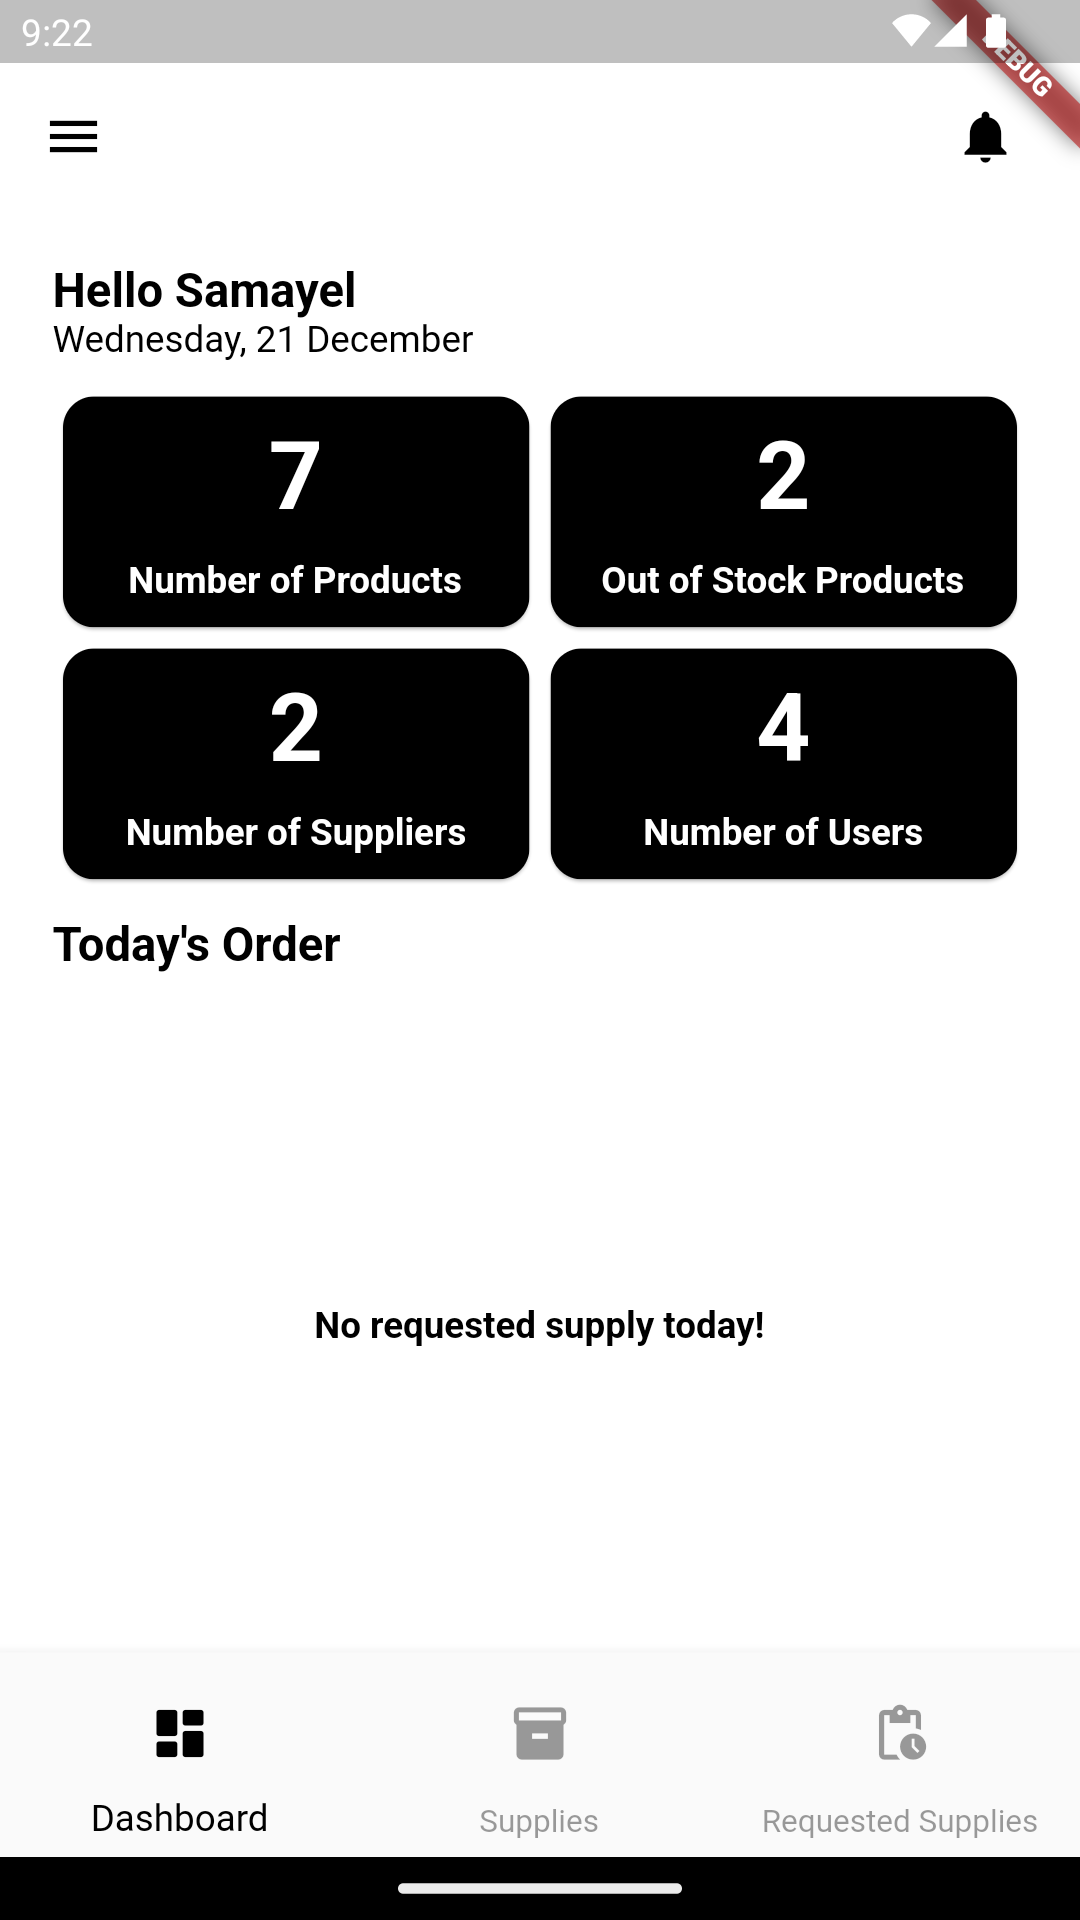 9:22
DEBUG
Hello Samayel
Wednesday, 21 December
7
2
Number of Products
Out of Stock Products
2
4
Number of Suppliers
Number of Users
Today's Order
No requested supply today!
Dashboard
Supplies
Requested Supplies